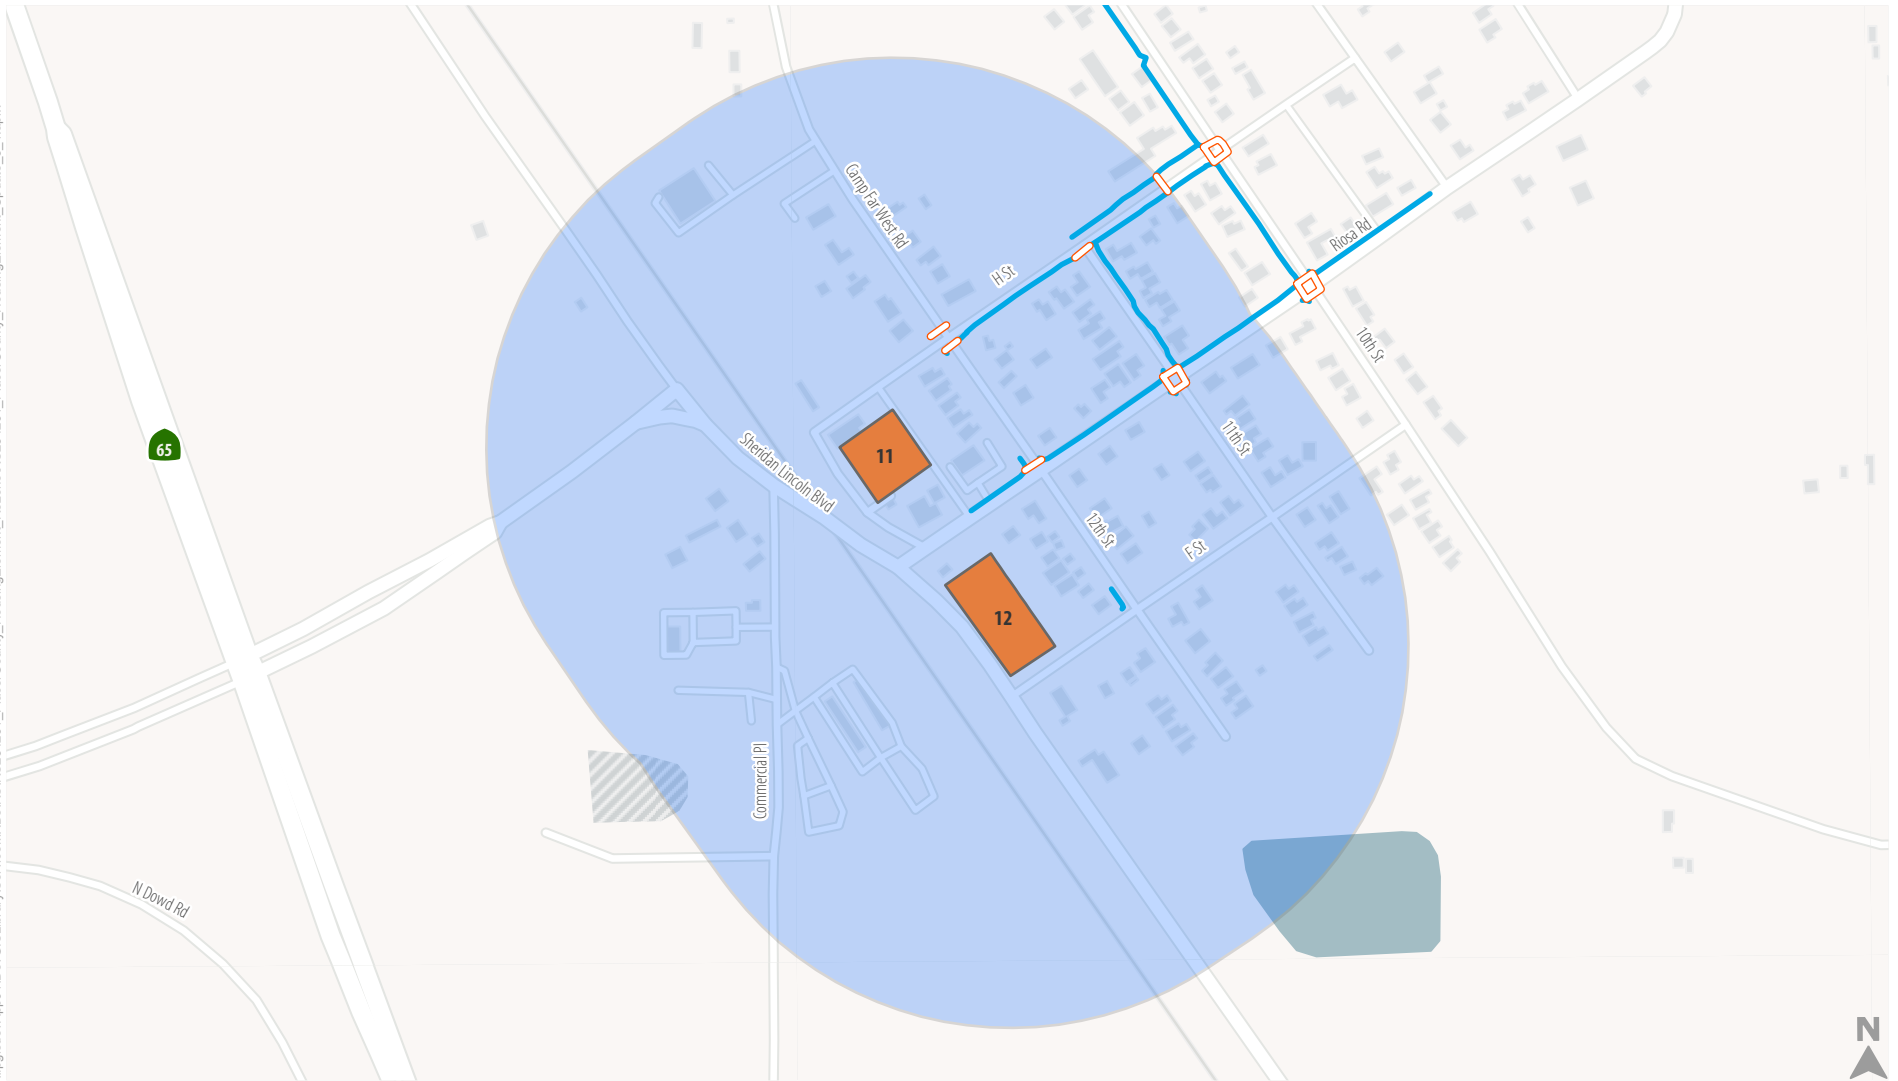 Camp Far West Rd
H St
Riosa Rd
10th St
65
Sheridan Lincoln Blvd
11
11th St
12th St
F St
12
Commercial Pl
N Dowd Rd
N